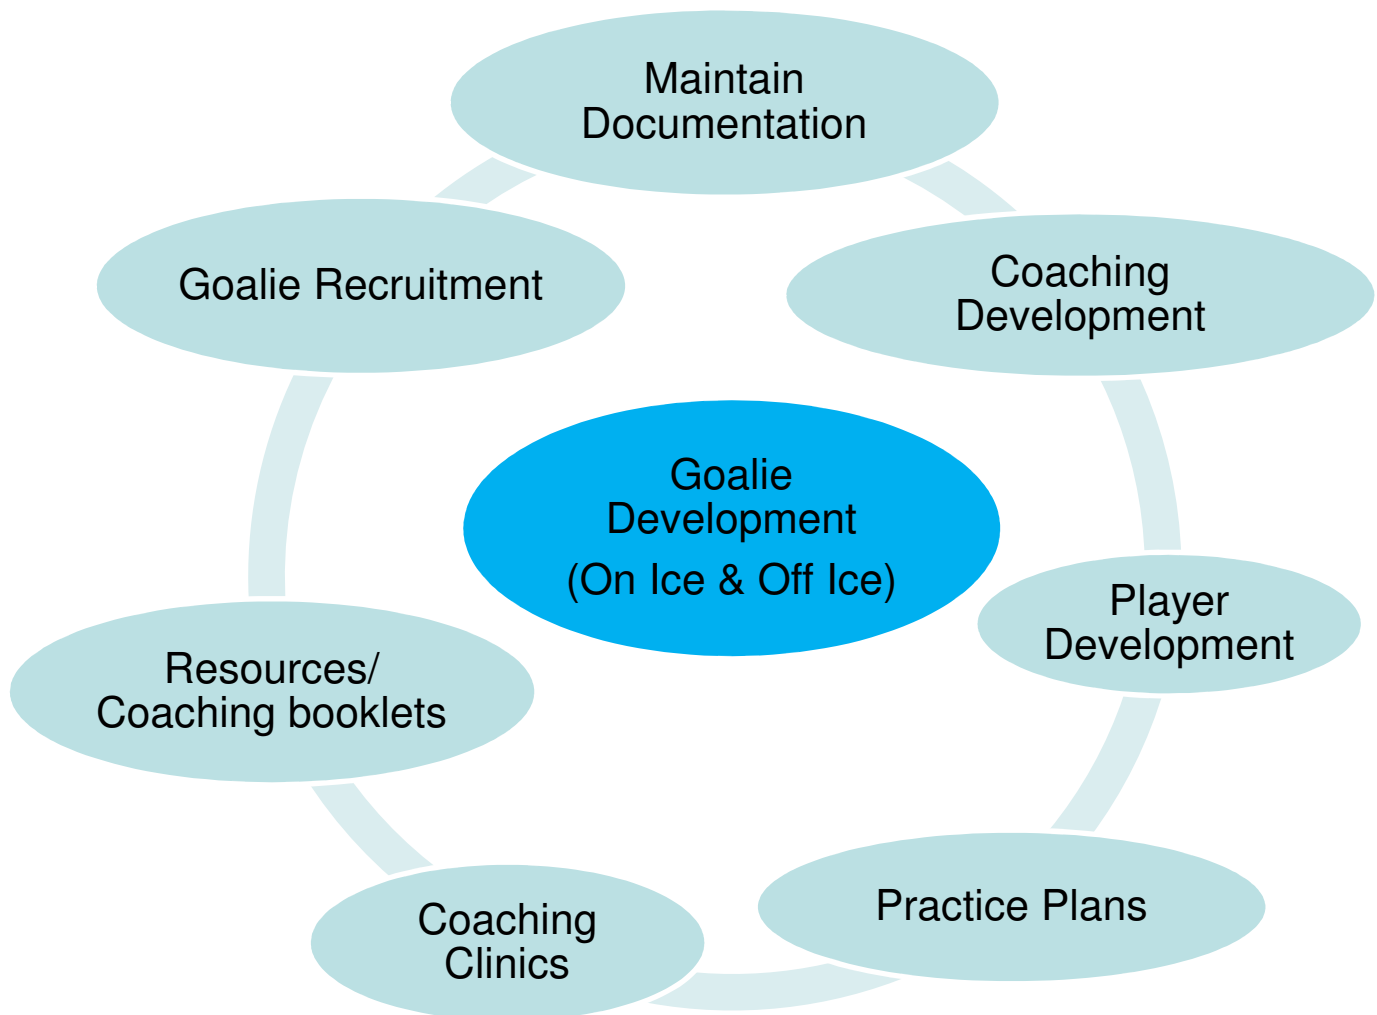 Maintain
Documentation
Goalie Recruitment
Coaching
Development
Goalie
Development
(On Ice & Off Ice)
Player
Development
Resources/
Coaching booklets
Practice Plans
Coaching
Clinics